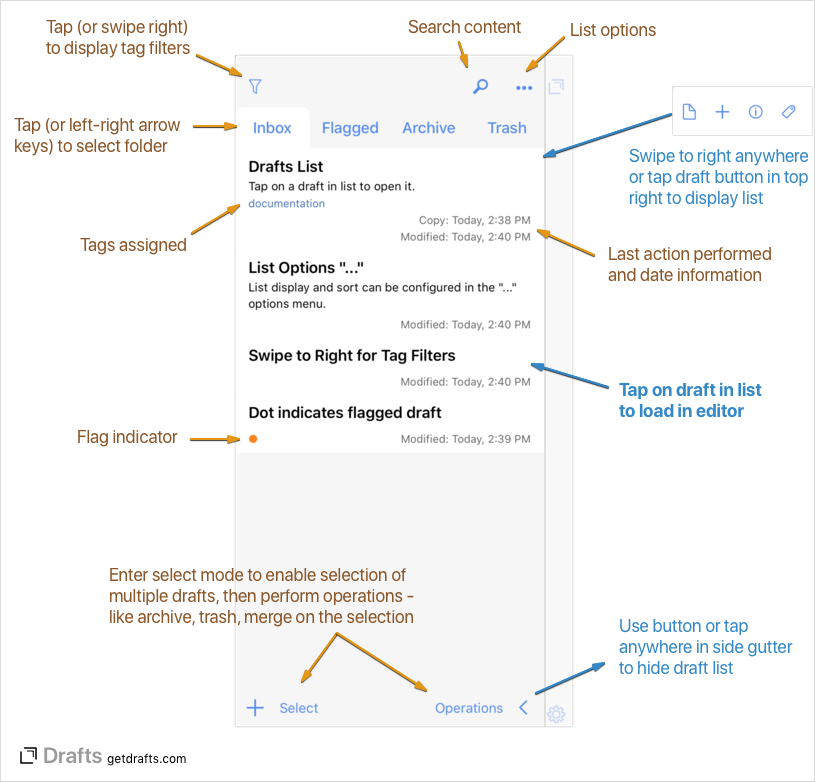 Tap (or swipe right)
to display tag filters
Search content
List options
Tap (or left-right arrow
keys) to select folder
Inbox
Flagged
Archive
Trash
Swipe to right anywhere
or tap draft button in top
right to display list
Drafts List
Tap on a draft in list to open it.
documentation
Copy: Today, 2:38 PM
Modified: Today, 2:40 PM
Tags assigned
Last action performed
and date information
List Options "..."
List display and sort can be configured in the "..."
options menu.
Modified: Today, 2:40 PM
Swipe to Right for Tag Filters
Modified: Today, 2:40 PM
Tap on draft in list
to load in editor
Dot indicates flagged draft
Modified: Today, 2:39 PM
Flag indicator
Enter select mode to enable selection of
multiple drafts, then perform operations -
like archive, trash, merge on the selection
Use button or tap
anywhere in side gutter
to hide draft list
Select
Operations
Drafts getdrafts.com